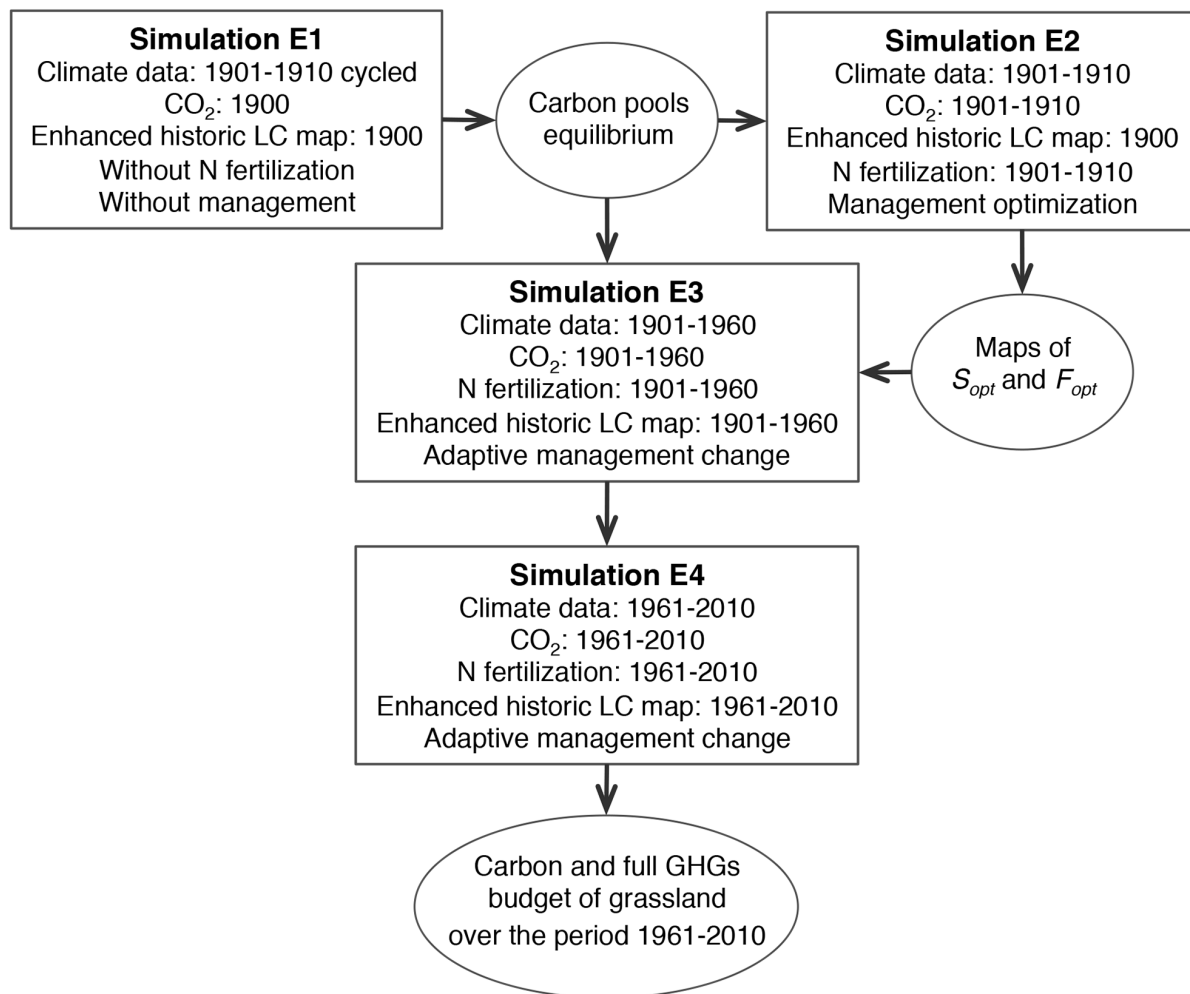 Simulation E1
Climate data: 1901-1910 cycled
CO₂: 1900
Enhanced historic LC map: 1900
Without N fertilization
Without management
Carbon pools
equilibrium
Simulation E2
Climate data: 1901-1910
CO₂: 1901-1910
Enhanced historic LC map: 1900
N fertilization: 1901-1910
Management optimization
Simulation E3
Climate data: 1901-1960
CO₂: 1901-1960
N fertilization: 1901-1960
Enhanced historic LC map: 1901-1960
Adaptive management change
Maps of
S_opt and F_opt
Simulation E4
Climate data: 1961-2010
CO₂: 1961-2010
N fertilization: 1961-2010
Enhanced historic LC map: 1961-2010
Adaptive management change
Carbon and full GHGs
budget of grassland
over the period 1961-2010